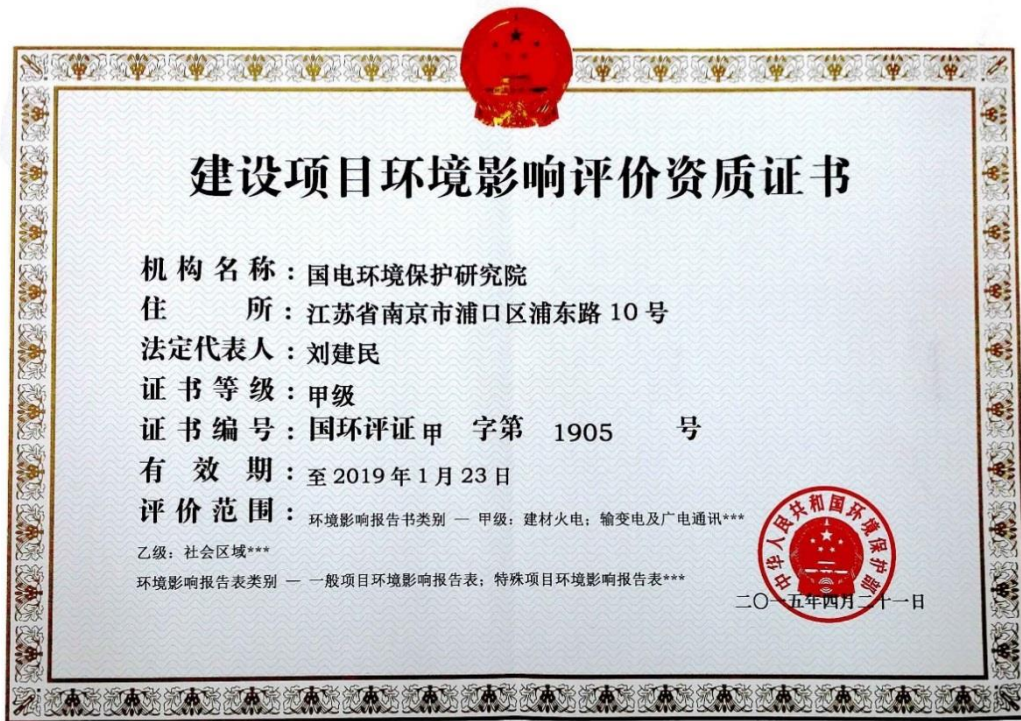 建设项目环境影响评价资质证书
机构名称：国电环境保护研究院
住所：江苏省南京市浦口区浦东路 10 号
法定代表人：刘建民
证书等级：甲级
证书编号：国环评证 甲 字第 1905 号
有效期：至 2019 年 1 月 23 日
评价范围：环境影响报告书类别 — 甲级：建材火电；输变电及广电通讯***
乙级：社会区域***
环境影响报告表类别 — 一般项目环境影响报告表；特殊项目环境影响报告表***
中华人民共和国环境保护部
二〇一五年四月二十一日